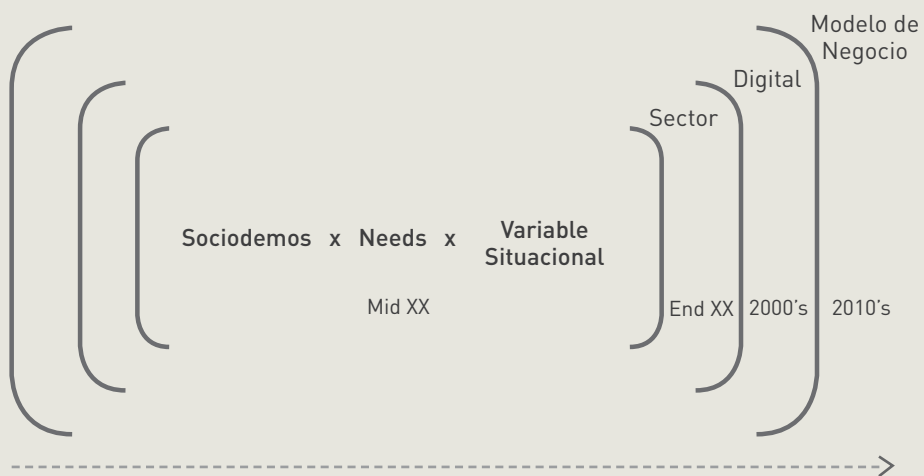 Modelo de
Negocio
Digital
Sector
Sociodemos x Needs x Variable
Situacional
Mid XX
End XX
2000's
2010's